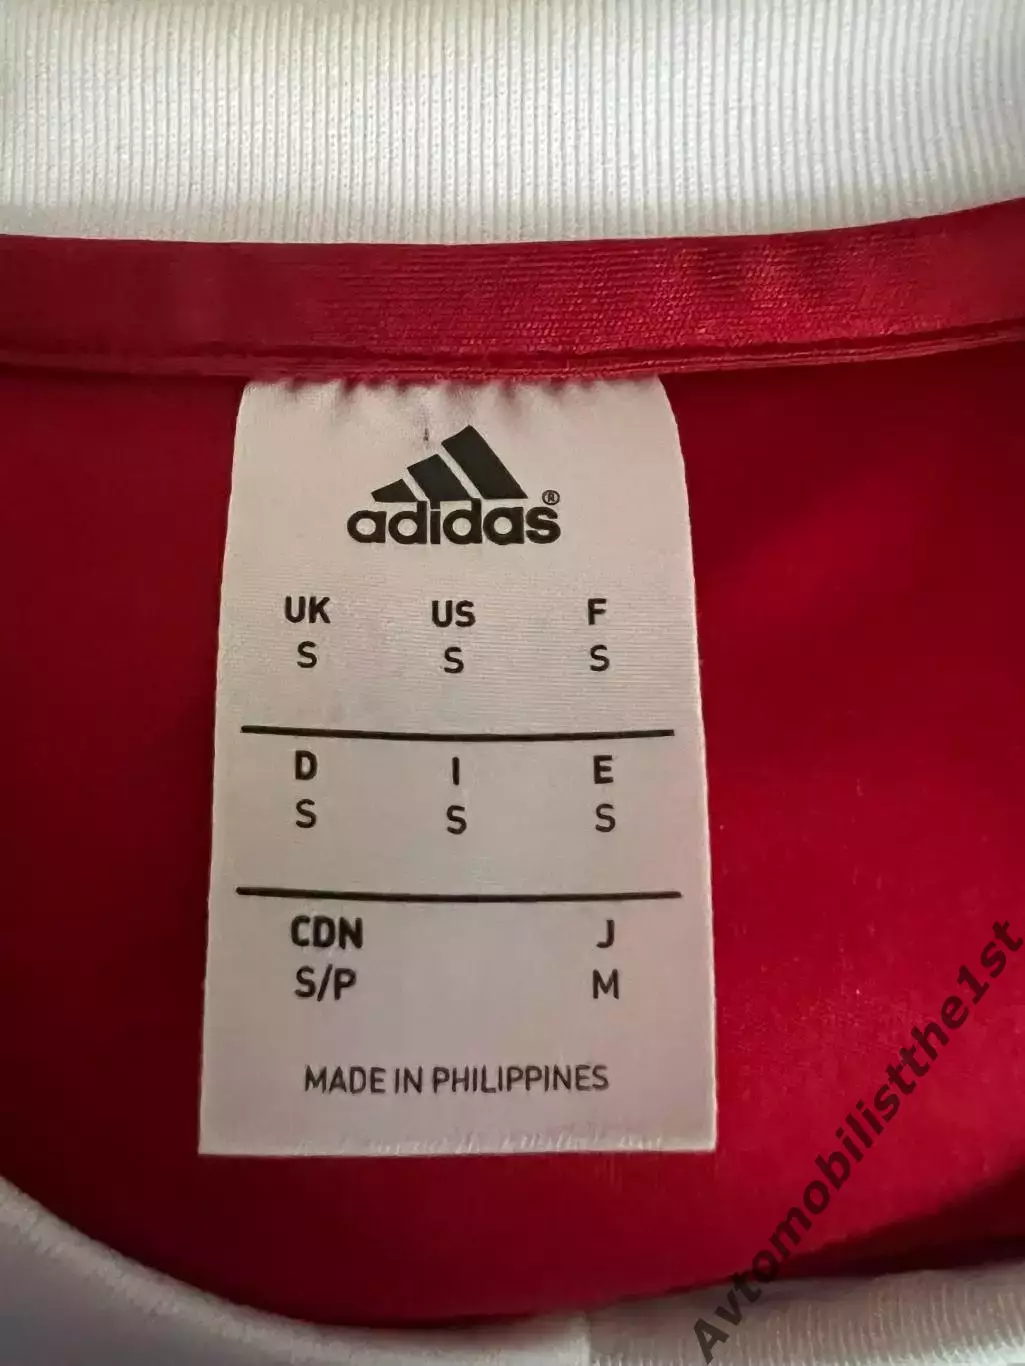 adidas®
UK US F
S S S
D I E
S S S
CDN J
S/P M
MADE IN PHILIPPINES
Avtomobilistthe1st